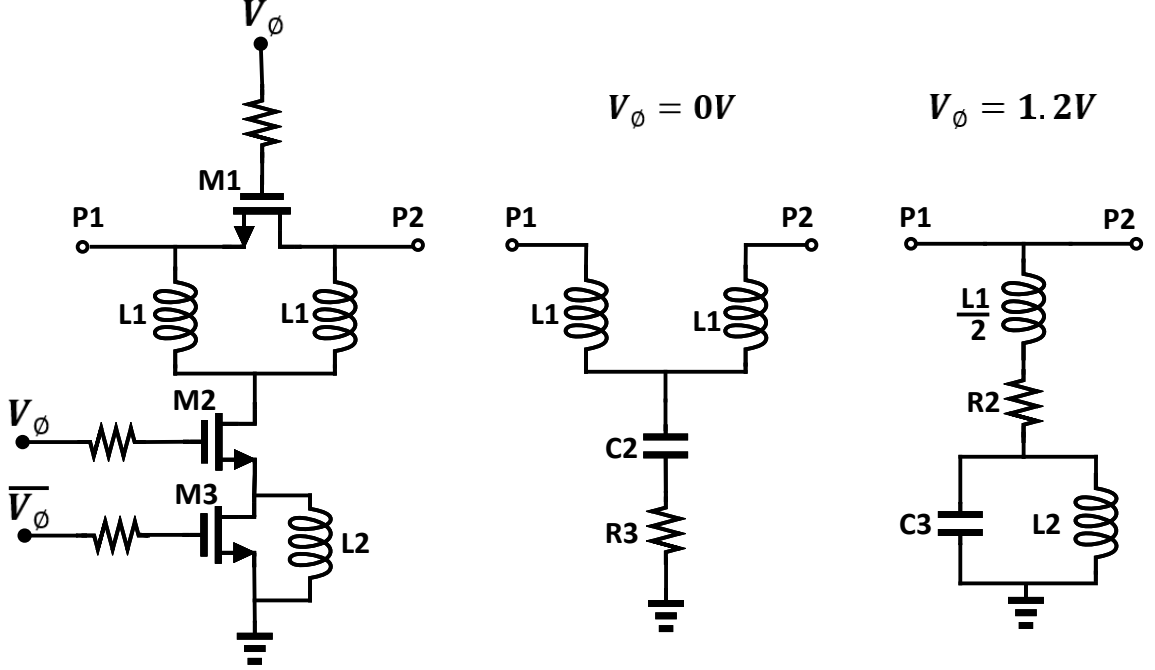 V∅
V∅ = 0V
V∅ = 1.2V
M1
P1
P2
L1
L1
M2
V∅
M3
V∅‾
L2
P1
P2
L1
L1
C2
R3
P1
P2
L1
2
R2
C3
L2